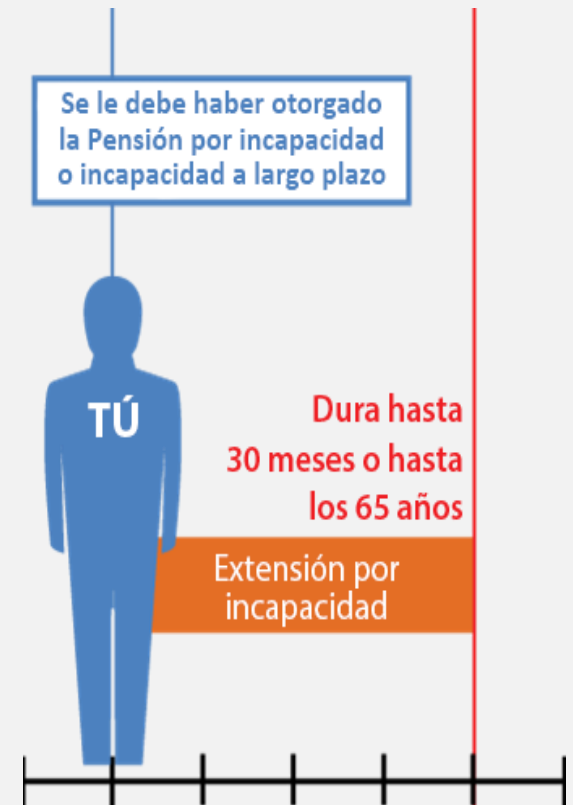 Se le debe haber otorgado
la Pensión por incapacidad
o incapacidad a largo plazo
TÚ
Dura hasta
30 meses o hasta
los 65 años
Extensión por
incapacidad